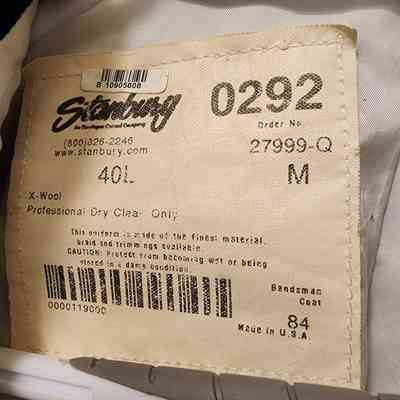 B 1090580B
Stanbury
0292
Order No.
(800)826-2246
www.stanbury.com
27999-Q
40L
M
X-Wool
Professional Dry Clean Only
This uniform is made of the finest material,
braid and trimmings available.
CAUTION: Protect from becoming wet or being
stored in a damp condition.
0000119000
Bandsman
Coat
84
Made in U.S.A.